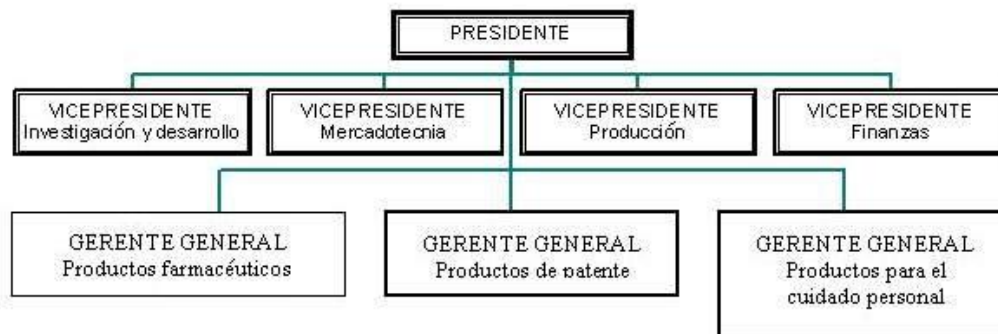 PRESIDENTE
VICEPRESIDENTE
Investigación y desarrollo
VICEPRESIDENTE
Mercadotecnia
VICEPRESIDENTE
Producción
VICEPRESIDENTE
Finanzas
GERENTE GENERAL
Productos farmacéuticos
GERENTE GENERAL
Productos de patente
GERENTE GENERAL
Productos para el
cuidado personal